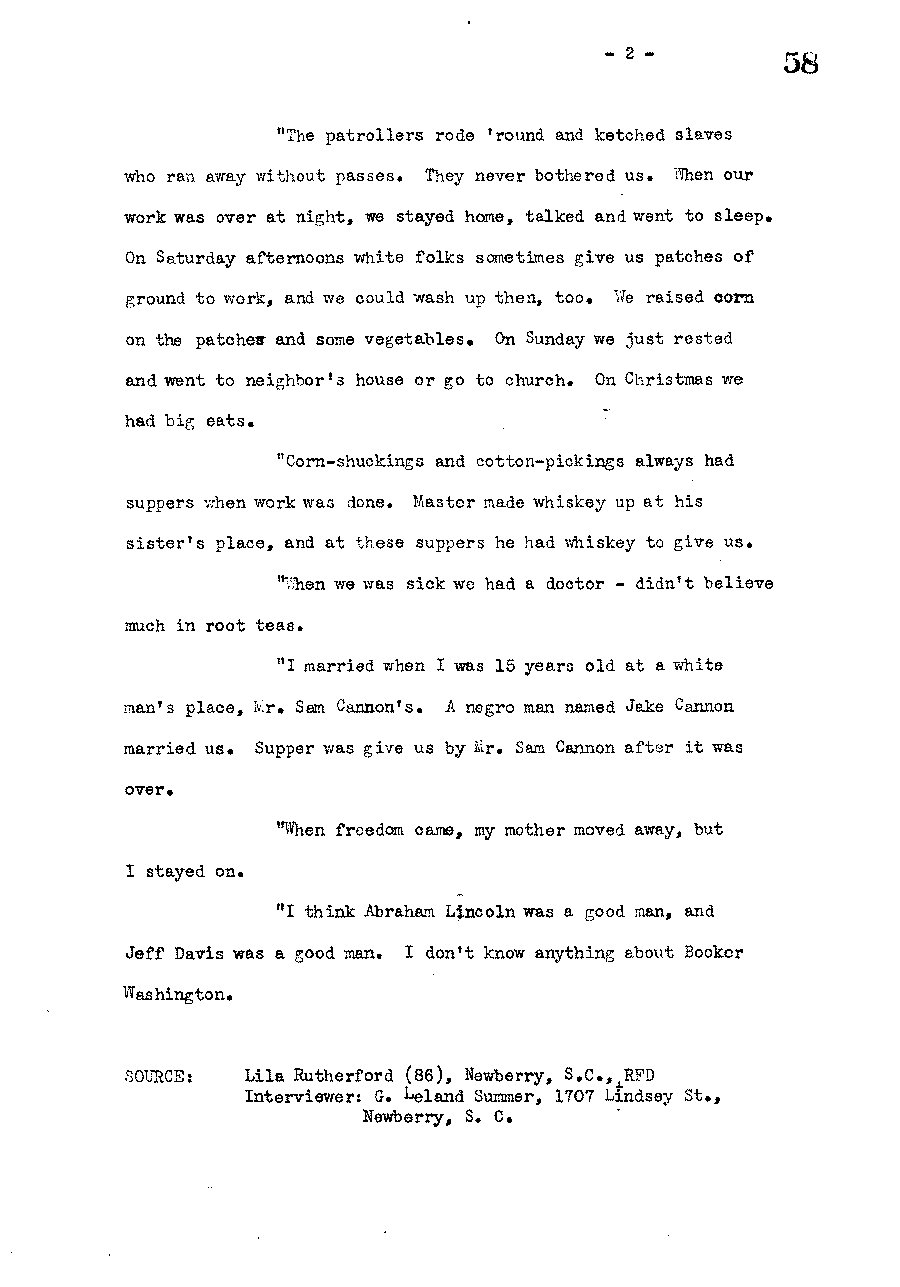 - 2 -
58
"The patrollers rode 'round and ketched slaves
who ran away without passes. They never bothered us. When our
work was over at night, we stayed home, talked and went to sleep.
On Saturday afternoons white folks sometimes give us patches of
ground to work, and we could wash up then, too. We raised corn
on the patches and some vegetables. On Sunday we just rested
and went to neighbor's house or go to church. On Christmas we
had big eats.
"Corn-shuckings and cotton-pickings always had
suppers when work was done. Master made whiskey up at his
sister's place, and at these suppers he had whiskey to give us.
"When we was sick we had a doctor - didn't believe
much in root teas.
"I married when I was 15 years old at a white
man's place, Mr. Sam Cannon's. A negro man named Jake Cannon
married us. Supper was give us by Mr. Sam Cannon after it was
over.
"When freedom came, my mother moved away, but
I stayed on.
"I think Abraham Lincoln was a good man, and
Jeff Davis was a good man. I don't know anything about Booker
Washington.
SOURCE: Lila Rutherford (86), Newberry, S.C., RFD
Interviewer: G. Leland Summer, 1707 Lindsey St.,
Newberry, S. C.